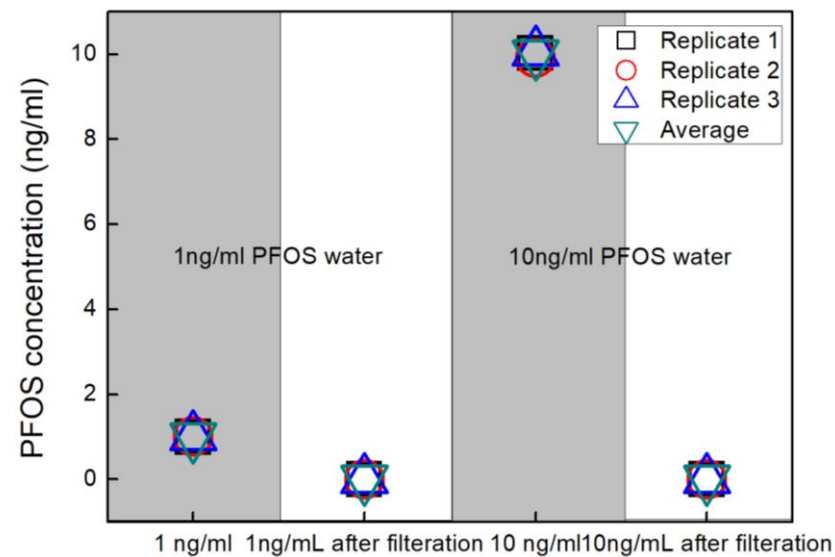 PFOS concentration (ng/ml)
10
8
6
4
2
0
Replicate 1
Replicate 2
Replicate 3
Average
1ng/ml PFOS water
10ng/ml PFOS water
1 ng/ml 1ng/mL after filteration 10 ng/ml10ng/mL after filteration